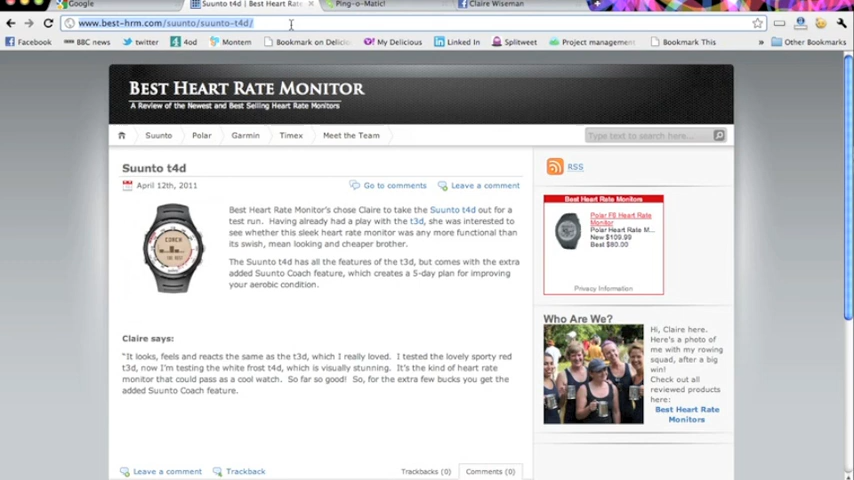 Google
Suunto t4d | Best Heart Rate
Ping-o-Matic!
Claire Wiseman
www.best-hrm.com/suunto/suunto-t4d/
Facebook
BBC news
twitter
4od
Montem
Bookmark on Delicio
My Delicious
Linked In
Splitweet
Project management
Bookmark This
»
Other Bookmarks
BEST HEART RATE MONITOR
A Review of the Newest and Best Selling Heart Rate Monitors
Suunto
Polar
Garmin
Timex
Meet the Team
Type text to search here...
Suunto t4d
April 12th, 2011
Go to comments
Leave a comment
Best Heart Rate Monitor's chose Claire to take the Suunto t4d out for a
test run. Having already had a play with the t3d, she was interested to
see whether this sleek heart rate monitor was any more functional than
its swish, mean looking and cheaper brother.
The Suunto t4d has all the features of the t3d, but comes with the extra
added Suunto Coach feature, which creates a 5-day plan for improving
your aerobic condition.
COACH
Claire says:
"It looks, feels and reacts the same as the t3d, which I really loved. I tested the lovely sporty red
t3d, now I'm testing the white frost t4d, which is visually stunning. It's the kind of heart rate
monitor that could pass as a cool watch. So far so good! So, for the extra few bucks you get the
added Suunto Coach feature.
Leave a comment
Trackback
Trackbacks (0)
Comments (0)
RSS
Best Heart Rate Monitors
Polar FS Heart Rate
Monitor
Polar Heart Rate M...
New $109.99
Best $80.00
Privacy Information
Who Are We?
Hi, Claire here.
Here's a photo of
me with my rowing
squad, after a big
win!
Check out all
reviewed products
here:
Best Heart Rate
Monitors